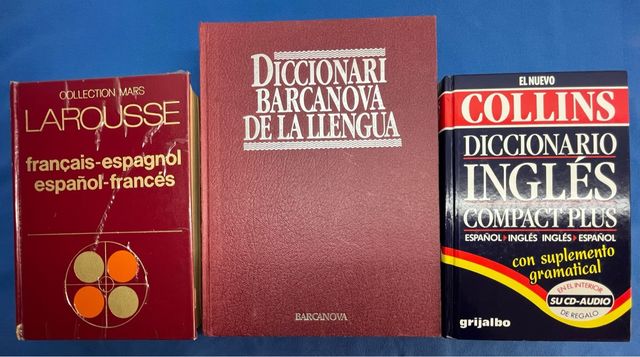 COLLECTION MARS
LAROUSSE
français-espagnol
español-francés
DICCIONARI
BARCANOVA
DE LA LLENGUA
BARCANOVA
EL NUEVO
COLLINS
DICCIONARIO
INGLÉS
COMPACT PLUS
ESPAÑOL INGLÉS INGLÉS ESPAÑOL
con suplemento
gramatical
EN EL INTERIOR
SU CD-AUDIO
DE REGALO
grijalbo